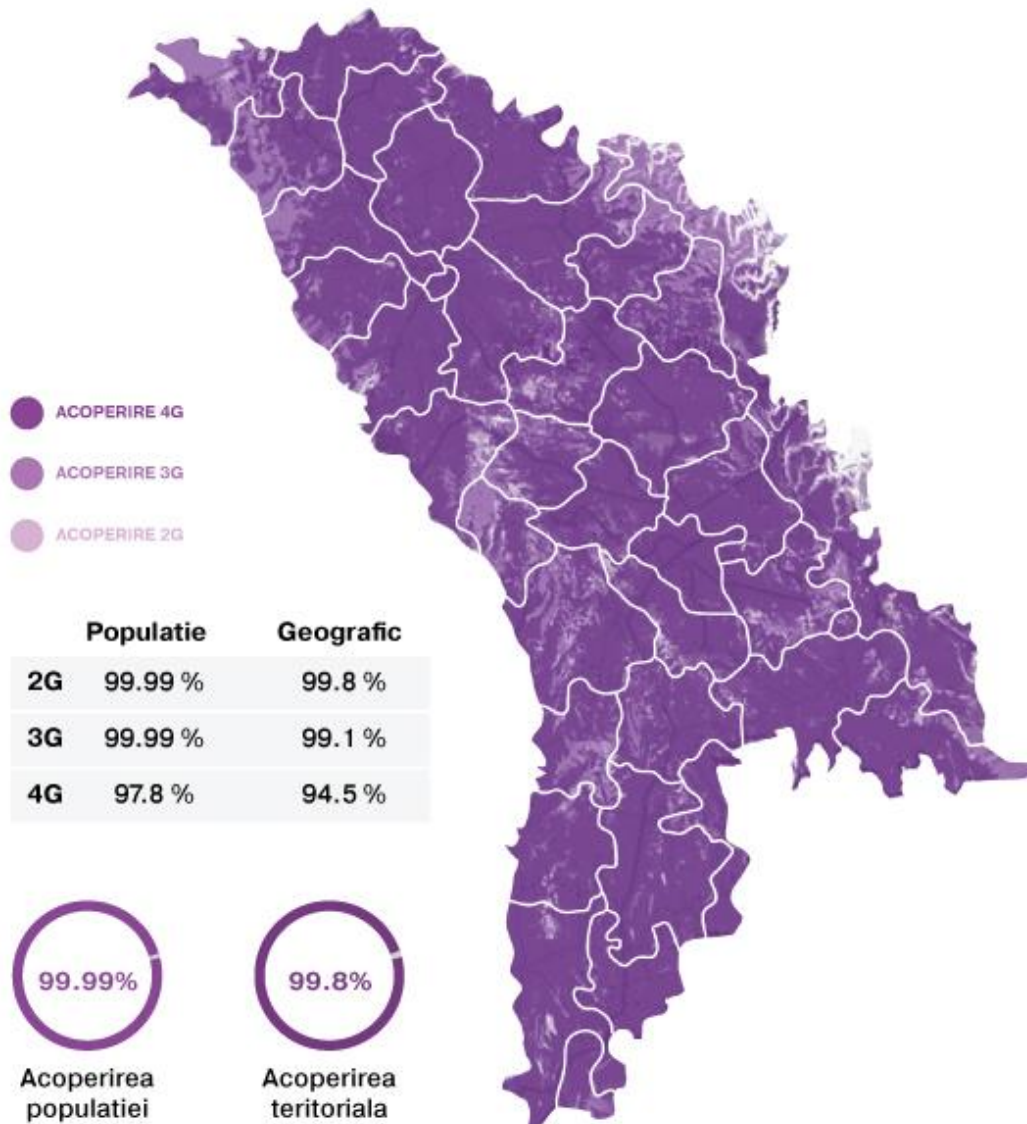 ACOPERIRE 4G
ACOPERIRE 3G
ACOPERIRE 2G
Populatie Geografic
2G 99.99 % 99.8 %
3G 99.99 % 99.1 %
4G 97.8 % 94.5 %
99.99%
Acoperirea
populatiei
99.8%
Acoperirea
teritoriala